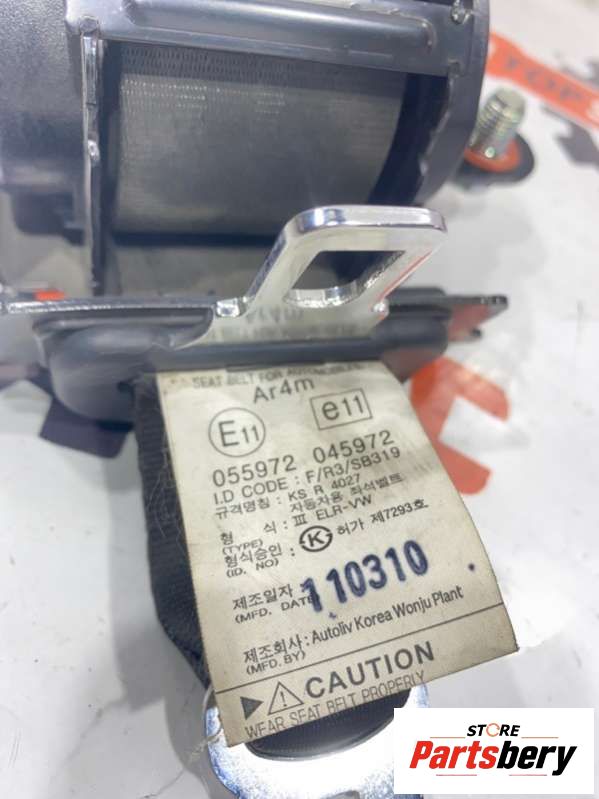 TOPS
Ar4m
SEAT BELT FOR AUTOMOBILES
Ar4m
E11 e11
055972 045972
I.D CODE : F/R3/SB319
규격명칭 : KS R 4027
자동차용 좌석벨트
형 식 : Ⅲ ELR-VW
(TYPE)
형식승인 : K 허가 제7293호
(ID. NO)
제조일자 : 110310
(MFD. DATE)
제조회사 : Autoliv Korea Wonju Plant
(MFD. BY)
CAUTION
WEAR SEAT BELT PROPERLY
STORE
Partsbery